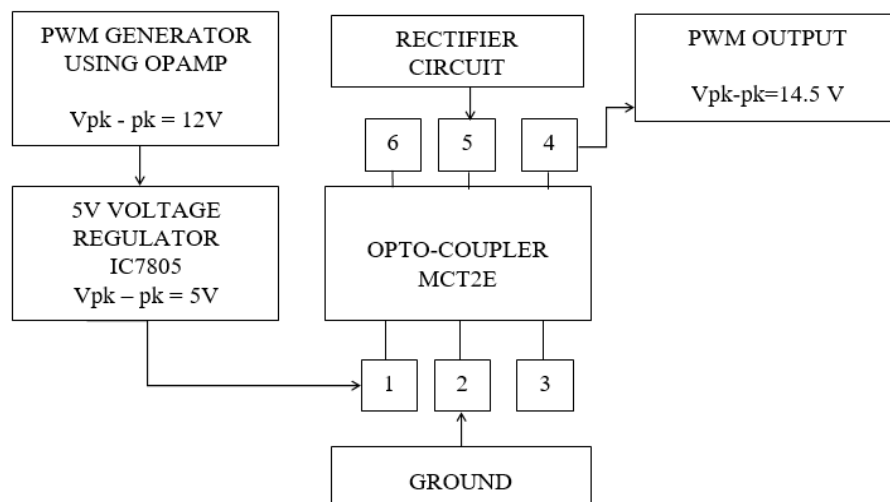 PWM GENERATOR
USING OPAMP
Vpk - pk = 12V
RECTIFIER
CIRCUIT
PWM OUTPUT
Vpk-pk=14.5 V
6
5
4
5V VOLTAGE
REGULATOR
IC7805
Vpk – pk = 5V
OPTO-COUPLER
MCT2E
1
2
3
GROUND